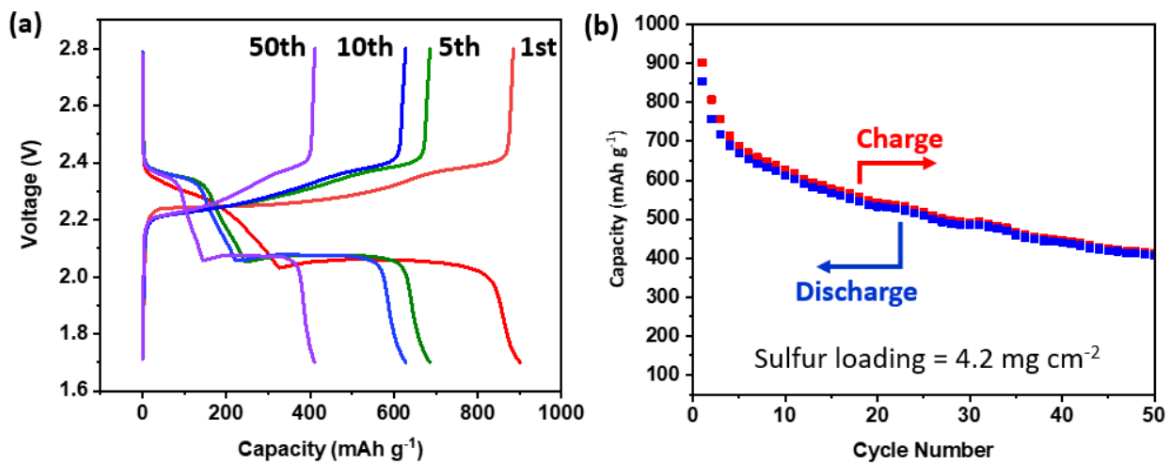 (a)
50th 10th 5th 1st
2.8
2.6
2.4
2.2
2.0
1.8
1.6
Voltage (V)
0 200 400 600 800 1000
Capacity (mAh g⁻¹)
(b)
1000
900
800
700
600
500
400
300
200
100
Capacity (mAh g⁻¹)
Charge
Discharge
Sulfur loading = 4.2 mg cm⁻²
0 10 20 30 40 50
Cycle Number